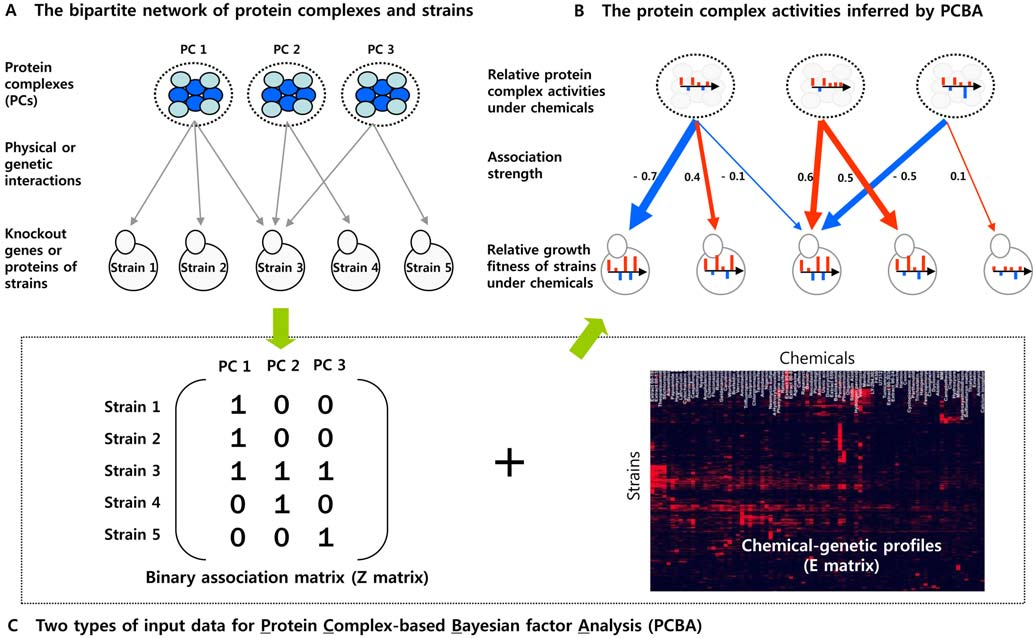 A The bipartite network of protein complexes and strains
PC 1 PC 2 PC 3
Protein
complexes
(PCs)
Physical or
genetic
interactions
Knockout
genes or
proteins of
strains
Strain 1 Strain 2 Strain 3 Strain 4 Strain 5
B The protein complex activities inferred by PCBA
Relative protein
complex activities
under chemicals
Association
strength
- 0.7 0.4 - 0.1 0.6 0.5 - 0.5 0.1
Relative growth
fitness of strains
under chemicals
PC 1 PC 2 PC 3
Strain 1 1 0 0
Strain 2 1 0 0
Strain 3 1 1 1
Strain 4 0 1 0
Strain 5 0 0 1
Binary association matrix (Z matrix)
+
Chemicals
Strains
Chemical-genetic profiles
(E matrix)
C Two types of input data for Protein Complex-based Bayesian factor Analysis (PCBA)